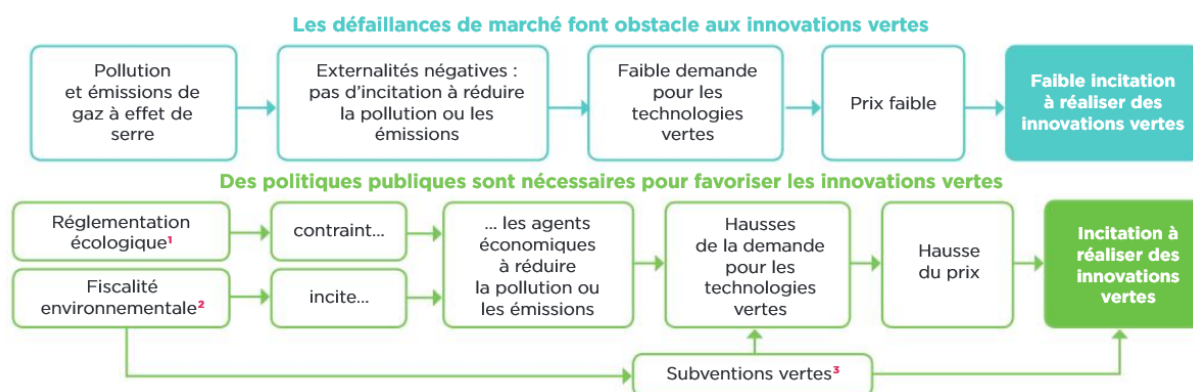 Les défaillances de marché font obstacle aux innovations vertes
Pollution
et émissions de
gaz à effet de
serre
Externalités négatives :
pas d'incitation à réduire
la pollution ou les
émissions
Faible demande
pour les
technologies
vertes
Prix faible
Faible incitation
à réaliser des
innovations vertes
Des politiques publiques sont nécessaires pour favoriser les innovations vertes
Réglementation
écologique¹
contraint...
Fiscalité
environnementale²
incite...
... les agents
économiques
à réduire
la pollution ou
les émissions
Hausses
de la demande
pour les
technologies
vertes
Hausse
du prix
Incitation à
réaliser des
innovations
vertes
Subventions vertes³